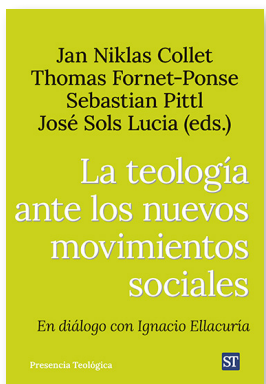 Jan Niklas Collet
Thomas Fornet-Ponse
Sebastian Pittl
José Sols Lucia (eds.)
La teología
ante los nuevos
movimientos
sociales
En diálogo con Ignacio Ellacuría
Presencia Teológica
ST